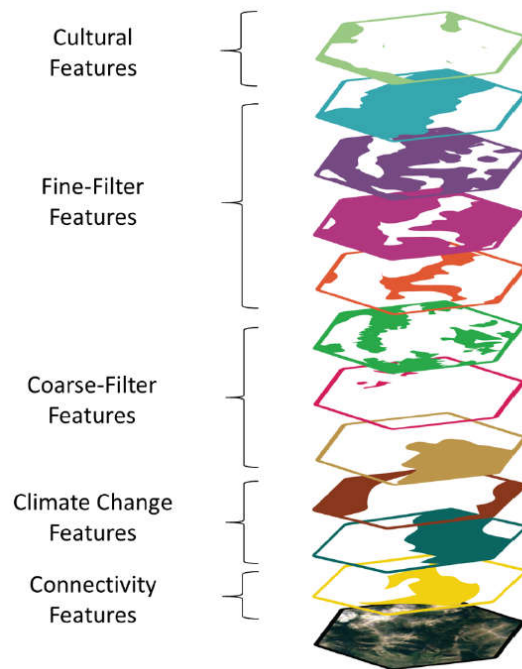 Cultural
Features
Fine-Filter
Features
Coarse-Filter
Features
Climate Change
Features
Connectivity
Features